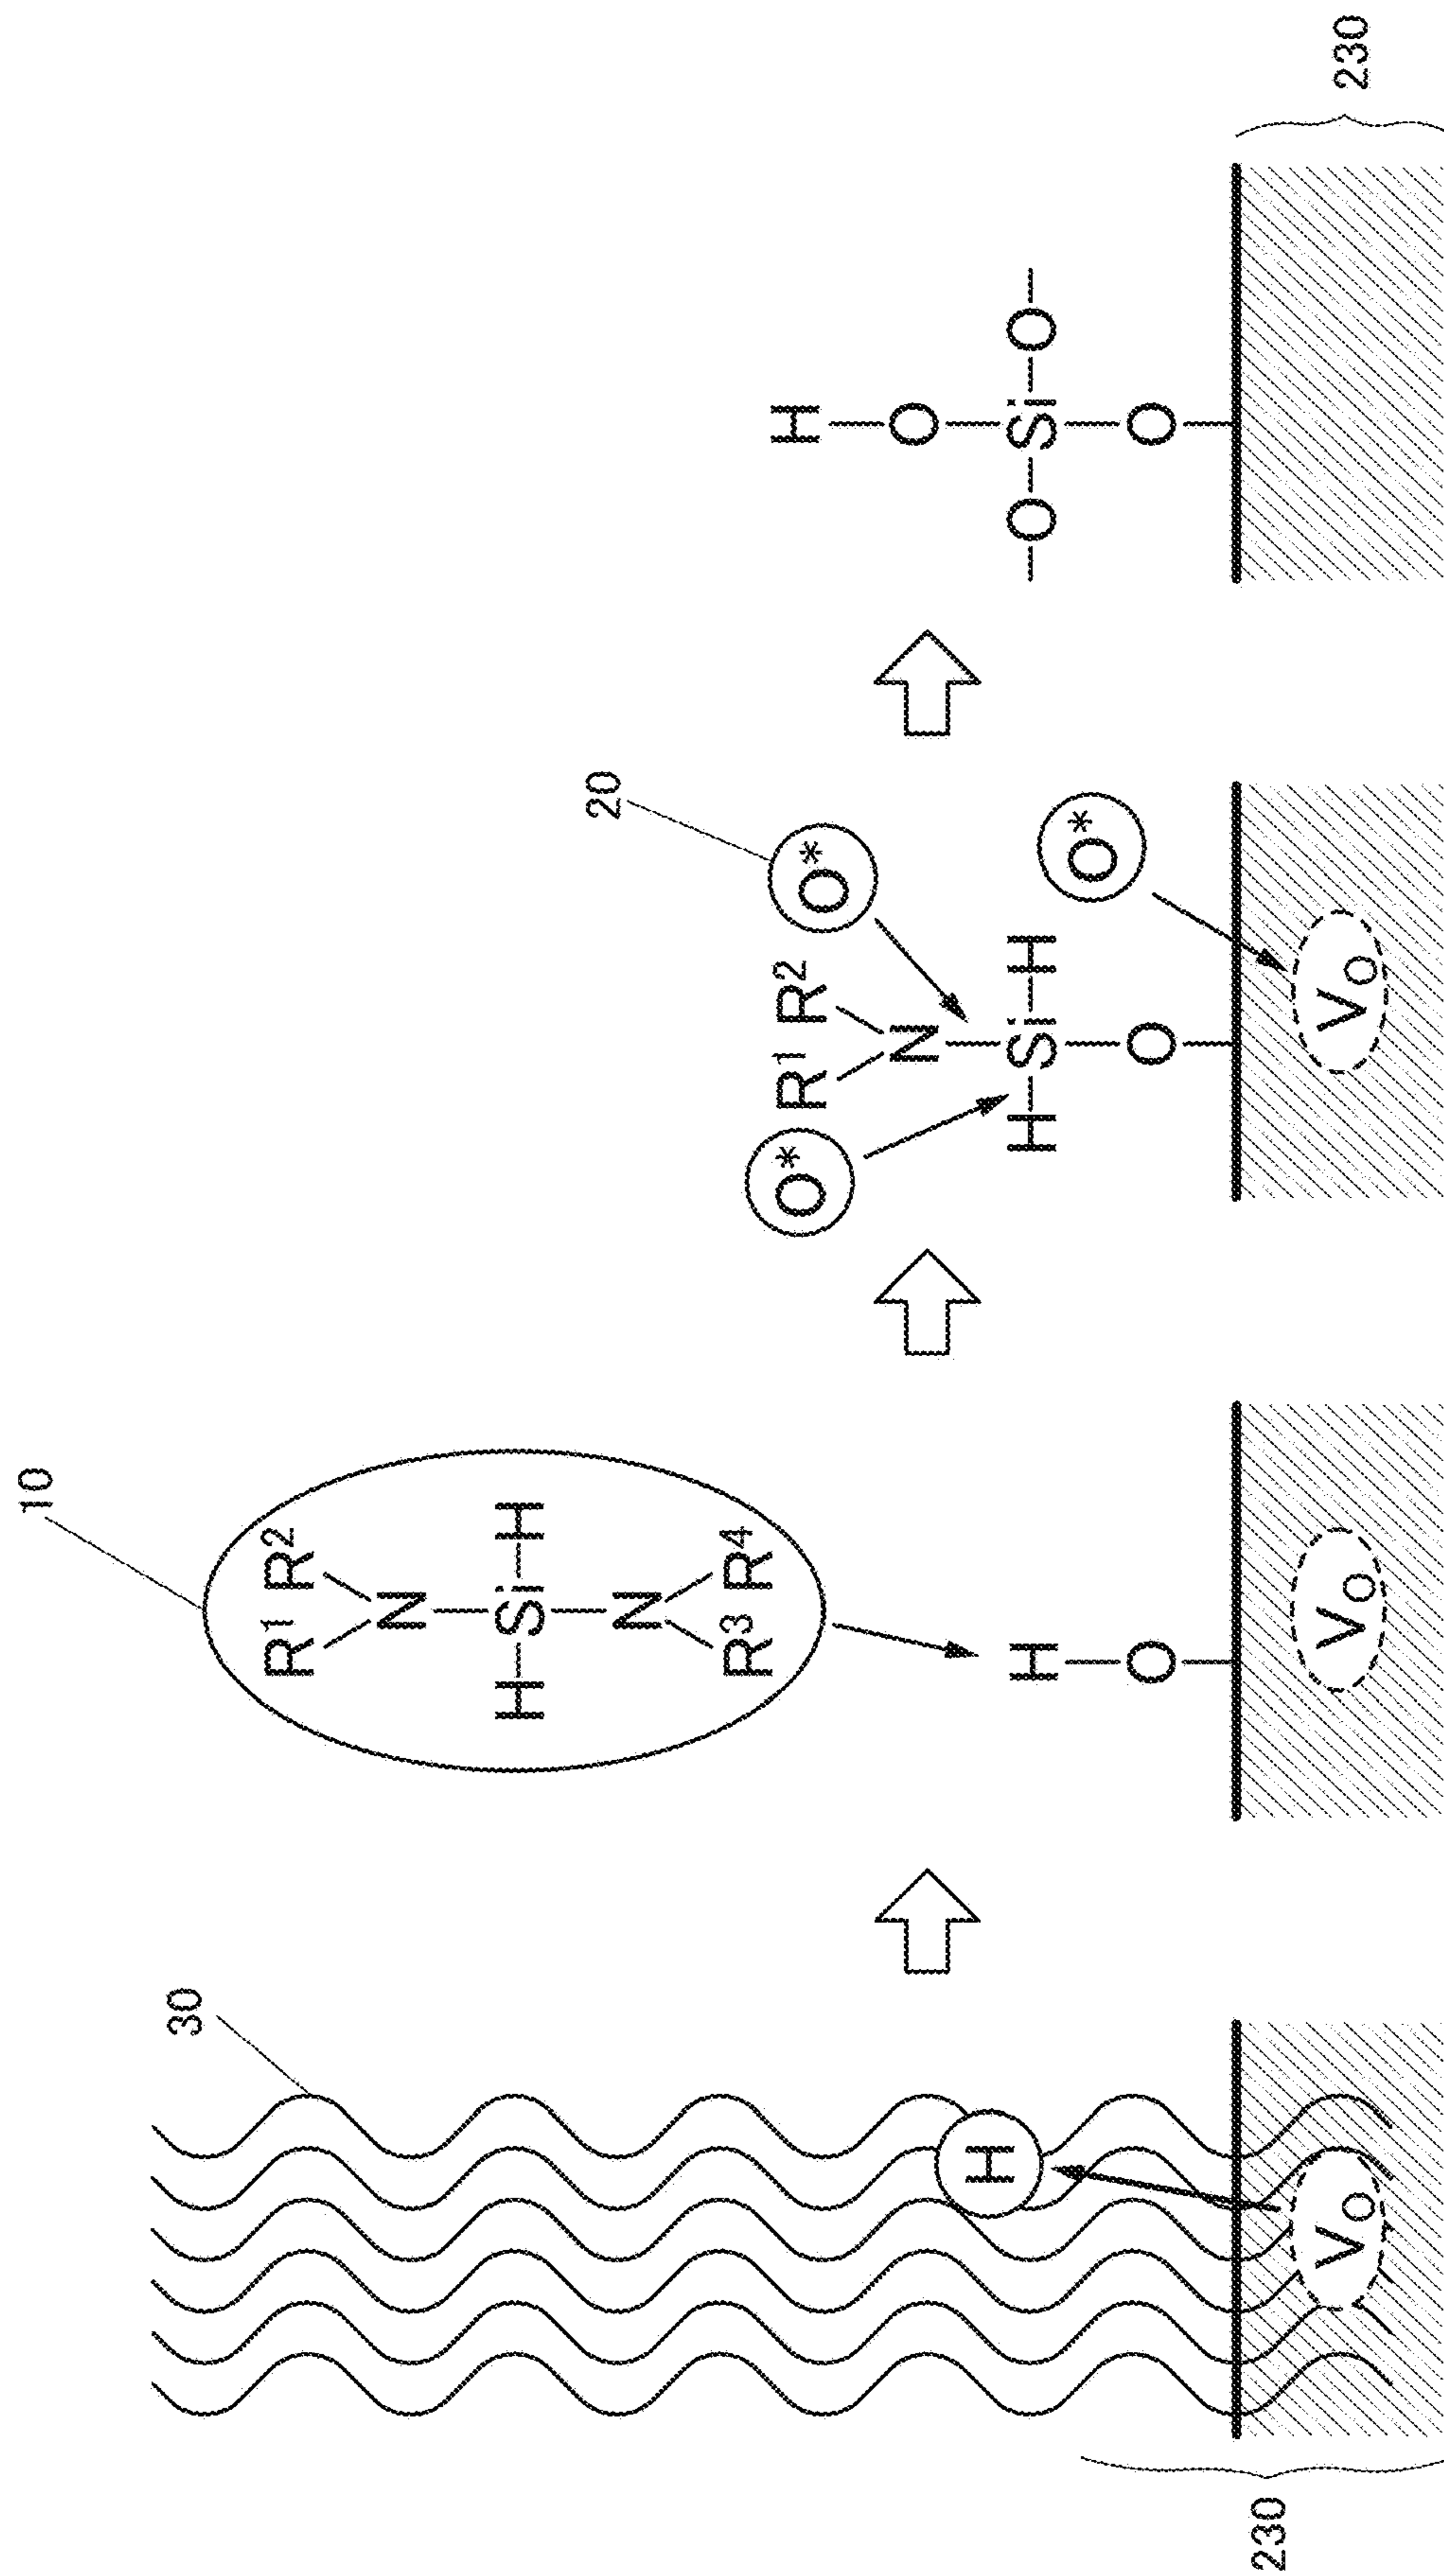 30
H
VO
230
10
R1 R2
N
H-Si-H
N
R3 R4
H
O
VO
20
O*
O*
R1 R2
N
H-Si-H
O
O*
VO
H
O
-O-Si-O-
O
230